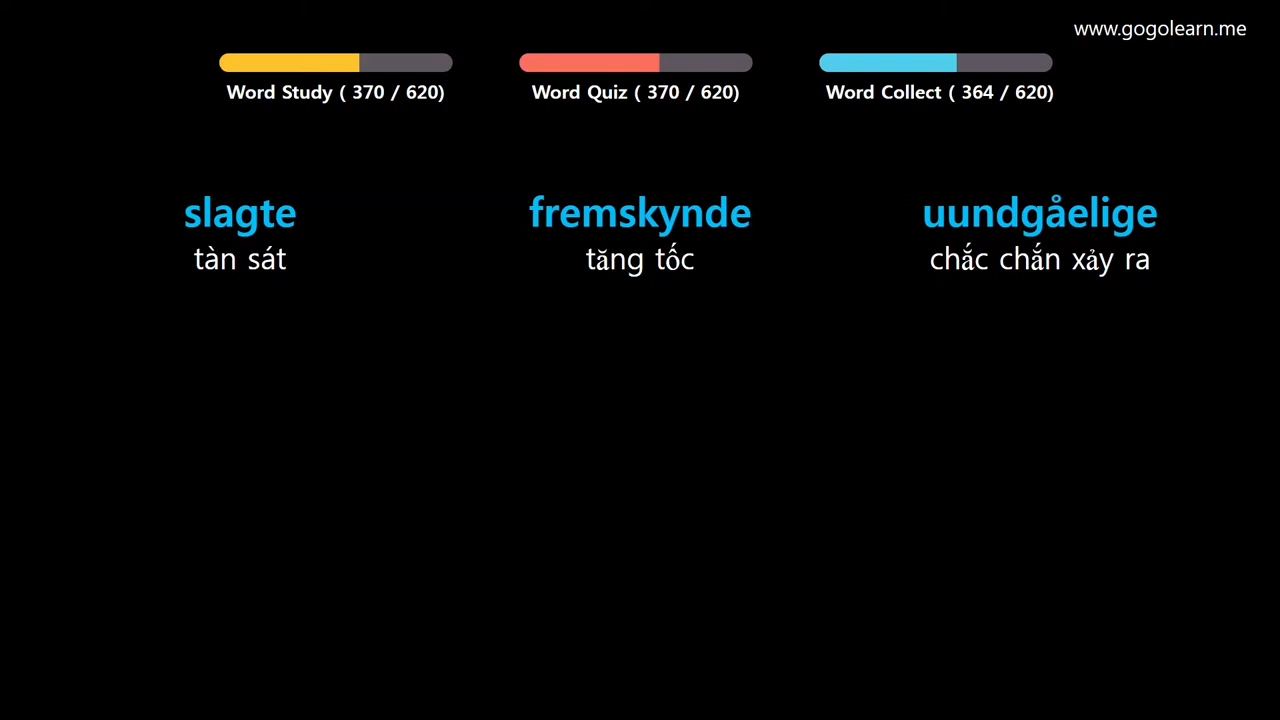 www.gogolearn.me
Word Study ( 370 / 620)
Word Quiz ( 370 / 620)
Word Collect ( 364 / 620)
slagte
tàn sát
fremskynde
tăng tốc
uundgåelige
chắc chắn xảy ra